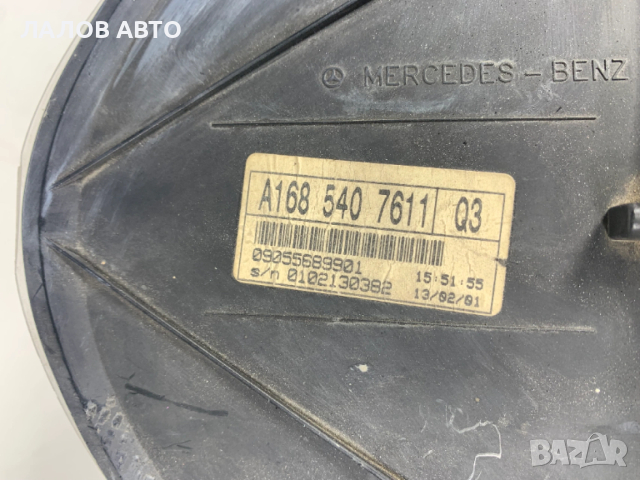 ЛАЛОВ АВТО
MERCEDES - BENZ
A168 540 7611 Q3
09055689901 15:51:55
s/n 0102130382 13/02/01
BAZAR